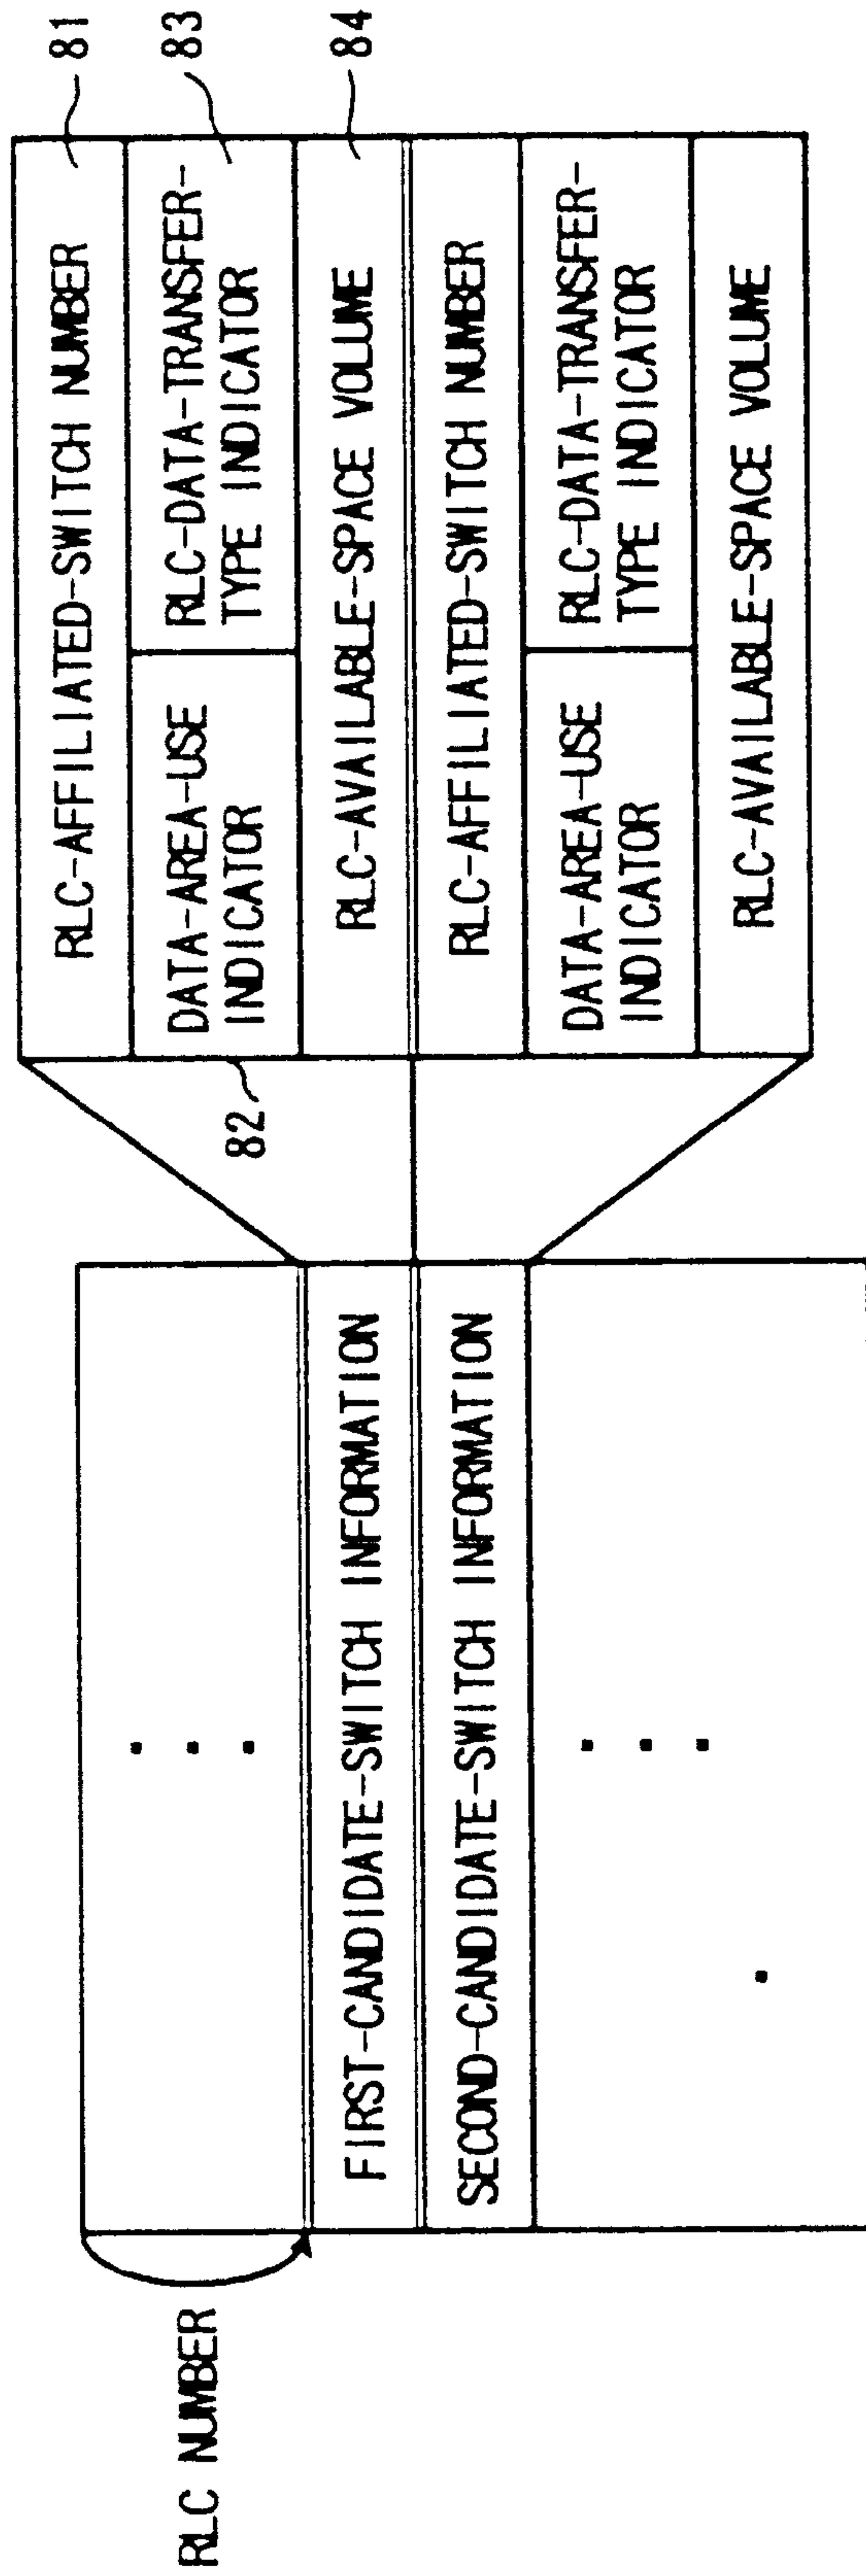 RLC NUMBER
FIRST-CANDIDATE-SWITCH INFORMATION
SECOND-CANDIDATE-SWITCH INFORMATION
RLC-AFFILIATED-SWITCH NUMBER
81
DATA-AREA-USE
INDICATOR
82
RLC-DATA-TRANSFER-
TYPE INDICATOR
83
RLC-AVAILABLE-SPACE VOLUME
84
RLC-AFFILIATED-SWITCH NUMBER
DATA-AREA-USE
INDICATOR
RLC-DATA-TRANSFER-
TYPE INDICATOR
RLC-AVAILABLE-SPACE VOLUME